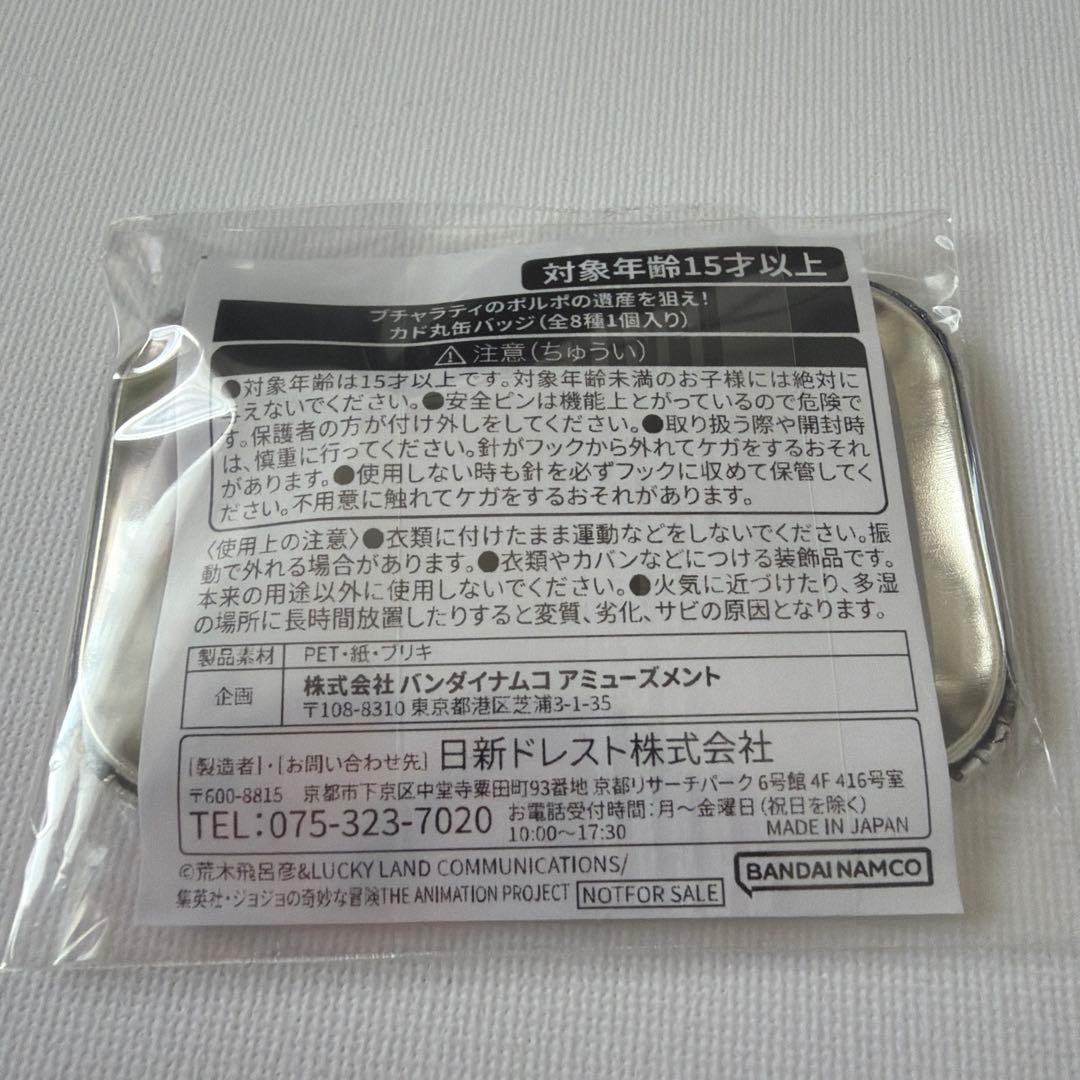 対象年齢15才以上
ブチャラティのポルポの遺産を狙え!
カド丸缶バッジ(全8種1個入り)
⚠ 注意(ちゅうい)
●対象年齢は15才以上です。対象年齢未満のお子様には絶対に
与えないでください。●安全ピンは機能上とがっているので危険で
す。保護者の方が付け外しをしてください。●取り扱う際や開封時
は、慎重に行ってください。針がフックから外れてケガをするおそれ
があります。●使用しない時も針を必ずフックに収めて保管してく
ださい。不用意に触れてケガをするおそれがあります。
〈使用上の注意〉●衣類に付けたまま運動などをしないでください。振
動で外れる場合があります。●衣類やカバンなどにつける装飾品です。
本来の用途以外に使用しないでください。●火気に近づけたり、多湿
の場所に長時間放置したりすると変質、劣化、サビの原因となります。
製品素材 PET・紙・ブリキ
企画 株式会社 バンダイナムコ アミューズメント
〒108-8310 東京都港区芝浦3-1-35
[製造者]・[お問い合わせ先] 日新ドレスト株式会社
〒600-8815 京都市下京区中堂寺粟田町93番地 京都リサーチパーク 6号館 4F 416号室
TEL:075-323-7020 お電話受付時間:月〜金曜日(祝日を除く)
10:00〜17:30 MADE IN JAPAN
©荒木飛呂彦&LUCKY LAND COMMUNICATIONS/
集英社・ジョジョの奇妙な冒険THE ANIMATION PROJECT NOT FOR SALE
BANDAI NAMCO